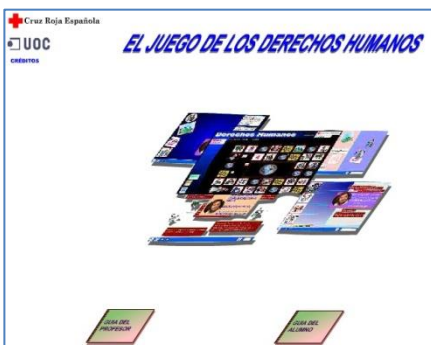 Cruz Roja Española
UOC
CRÉDITOS
EL JUEGO DE LOS DERECHOS HUMANOS
Derechos Humanos
GUIA DEL
PROFESOR
GUIA DEL
ALUMNO